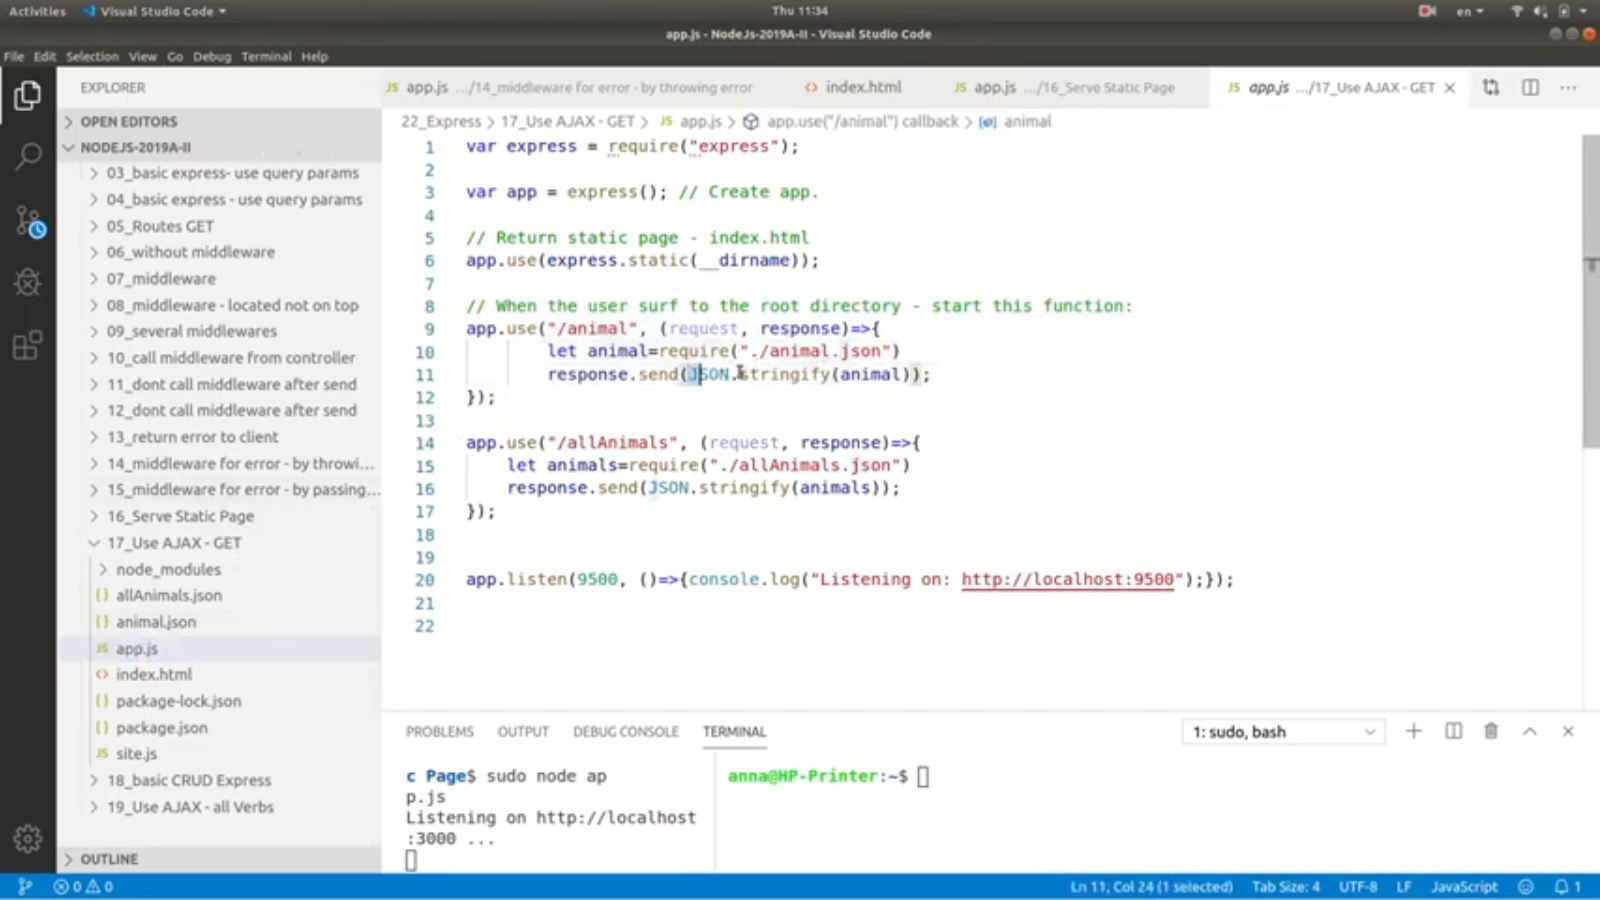 Activities Visual Studio Code Thu 11:34 en
app.js - NodeJs-2019A-II - Visual Studio Code
File Edit Selection View Go Debug Terminal Help
EXPLORER
OPEN EDITORS
NODEJS-2019A-II
03_basic express- use query params
04_basic express - use query params
05_Routes GET
06_without middleware
07_middleware
08_middleware - located not on top
09_several middlewares
10_call middleware from controller
11_dont call middleware after send
12_dont call middleware after send
13_return error to client
14_middleware for error - by throwi...
15_middleware for error - by passing...
16_Serve Static Page
17_Use AJAX - GET
node_modules
{} allAnimals.json
{} animal.json
JS app.js
<> index.html
{} package-lock.json
{} package.json
JS site.js
18_basic CRUD Express
19_Use AJAX - all Verbs
OUTLINE
JS app.js .../14_middleware for error - by throwing error <> index.html JS app.js .../16_Serve Static Page JS app.js .../17_Use AJAX - GET
22_Express > 17_Use AJAX - GET > JS app.js > app.use("/animal") callback > animal
1 var express = require("express");
2
3 var app = express(); // Create app.
4
5 // Return static page - index.html
6 app.use(express.static(__dirname));
7
8 // When the user surf to the root directory - start this function:
9 app.use("/animal", (request, response)=>{
10 let animal=require("./animal.json")
11 response.send(JSON.stringify(animal));
12 });
13
14 app.use("/allAnimals", (request, response)=>{
15 let animals=require("./allAnimals.json")
16 response.send(JSON.stringify(animals));
17 });
18
19
20 app.listen(9500, ()=>{console.log("Listening on: http://localhost:9500");});
21
22
PROBLEMS OUTPUT DEBUG CONSOLE TERMINAL 1: sudo, bash
c Page$ sudo node ap
p.js
Listening on http://localhost
:3000 ...
anna@HP-Printer:~$
0 0 Ln 11, Col 24 (1 selected) Tab Size: 4 UTF-8 LF JavaScript 1